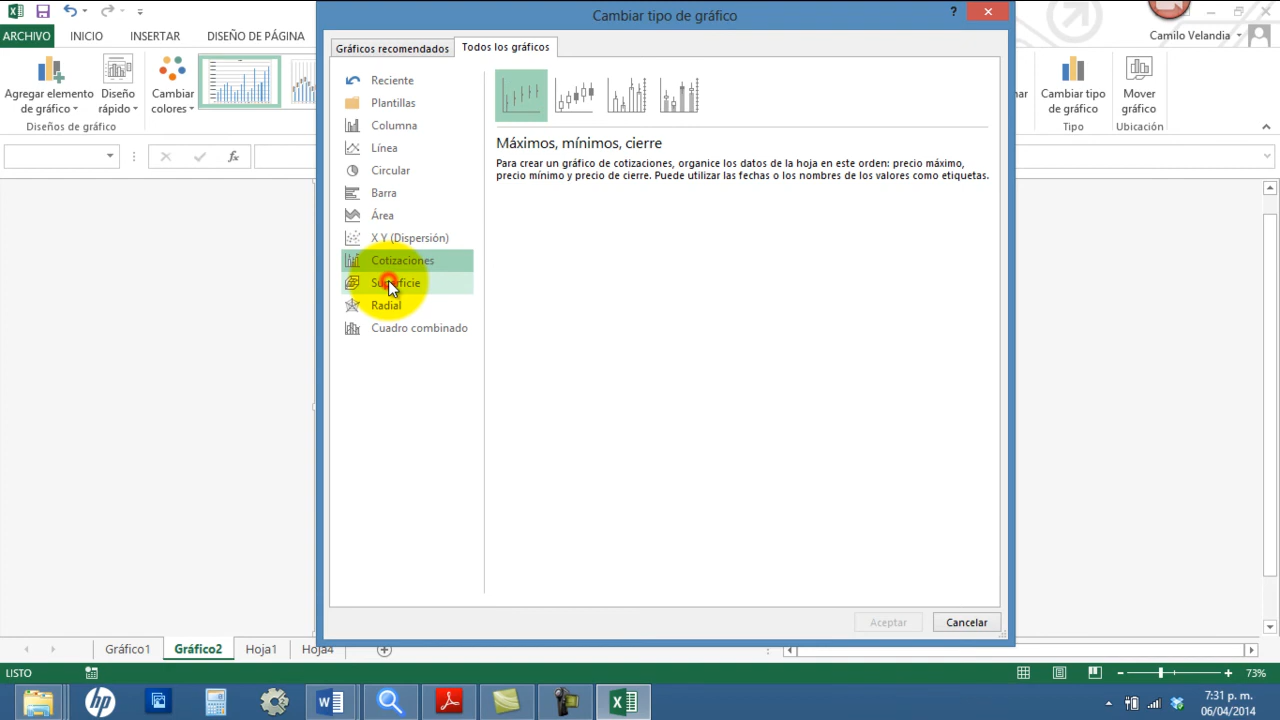 Cambiar tipo de gráfico
?
ARCHIVO INICIO INSERTAR DISEÑO DE PÁGINA
Camilo Velandia
Agregar elemento de gráfico
Diseño rápido
Cambiar colores
Diseños de gráfico
Cambiar tipo de gráfico
Mover gráfico
Tipo
Ubicación
fx
Gráficos recomendados Todos los gráficos
Reciente
Plantillas
Columna
Línea
Circular
Barra
Área
X Y (Dispersión)
Cotizaciones
Superficie
Radial
Cuadro combinado
Máximos, mínimos, cierre
Para crear un gráfico de cotizaciones, organice los datos de la hoja en este orden: precio máximo,
precio mínimo y precio de cierre. Puede utilizar las fechas o los nombres de los valores como etiquetas.
Aceptar Cancelar
Gráfico1 Gráfico2 Hoja1 Hoja4
LISTO
73%
7:31 p. m.
06/04/2014